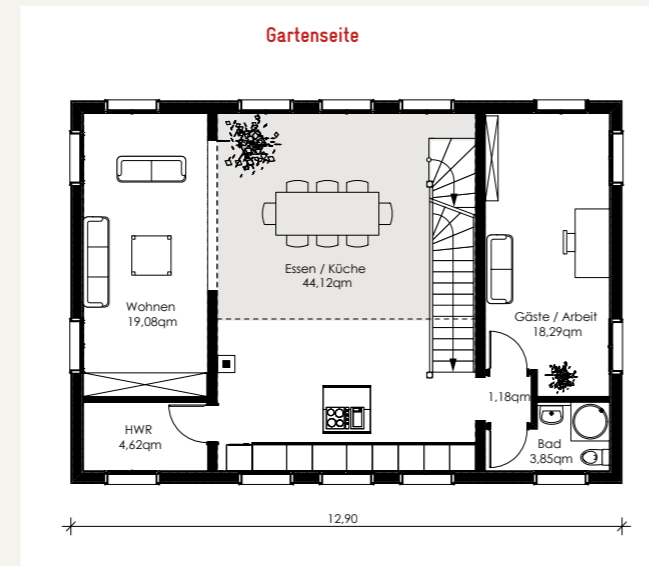 Gartenseite
Essen / Küche
44,12qm
Wohnen
19,08qm
Gäste / Arbeit
18,29qm
1,18qm
HWR
4,62qm
Bad
3,85qm
12,90